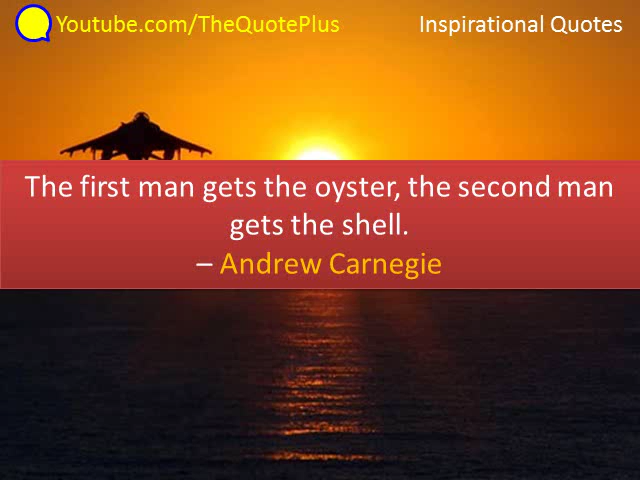 Youtube.com/TheQuotePlus
Inspirational Quotes
The first man gets the oyster, the second man
gets the shell.
– Andrew Carnegie